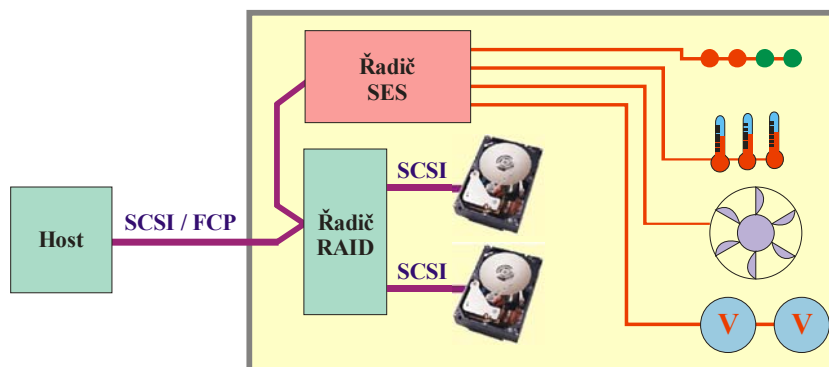 Řadič
SES
SCSI
Host
SCSI / FCP
Řadič
RAID
SCSI
V
V